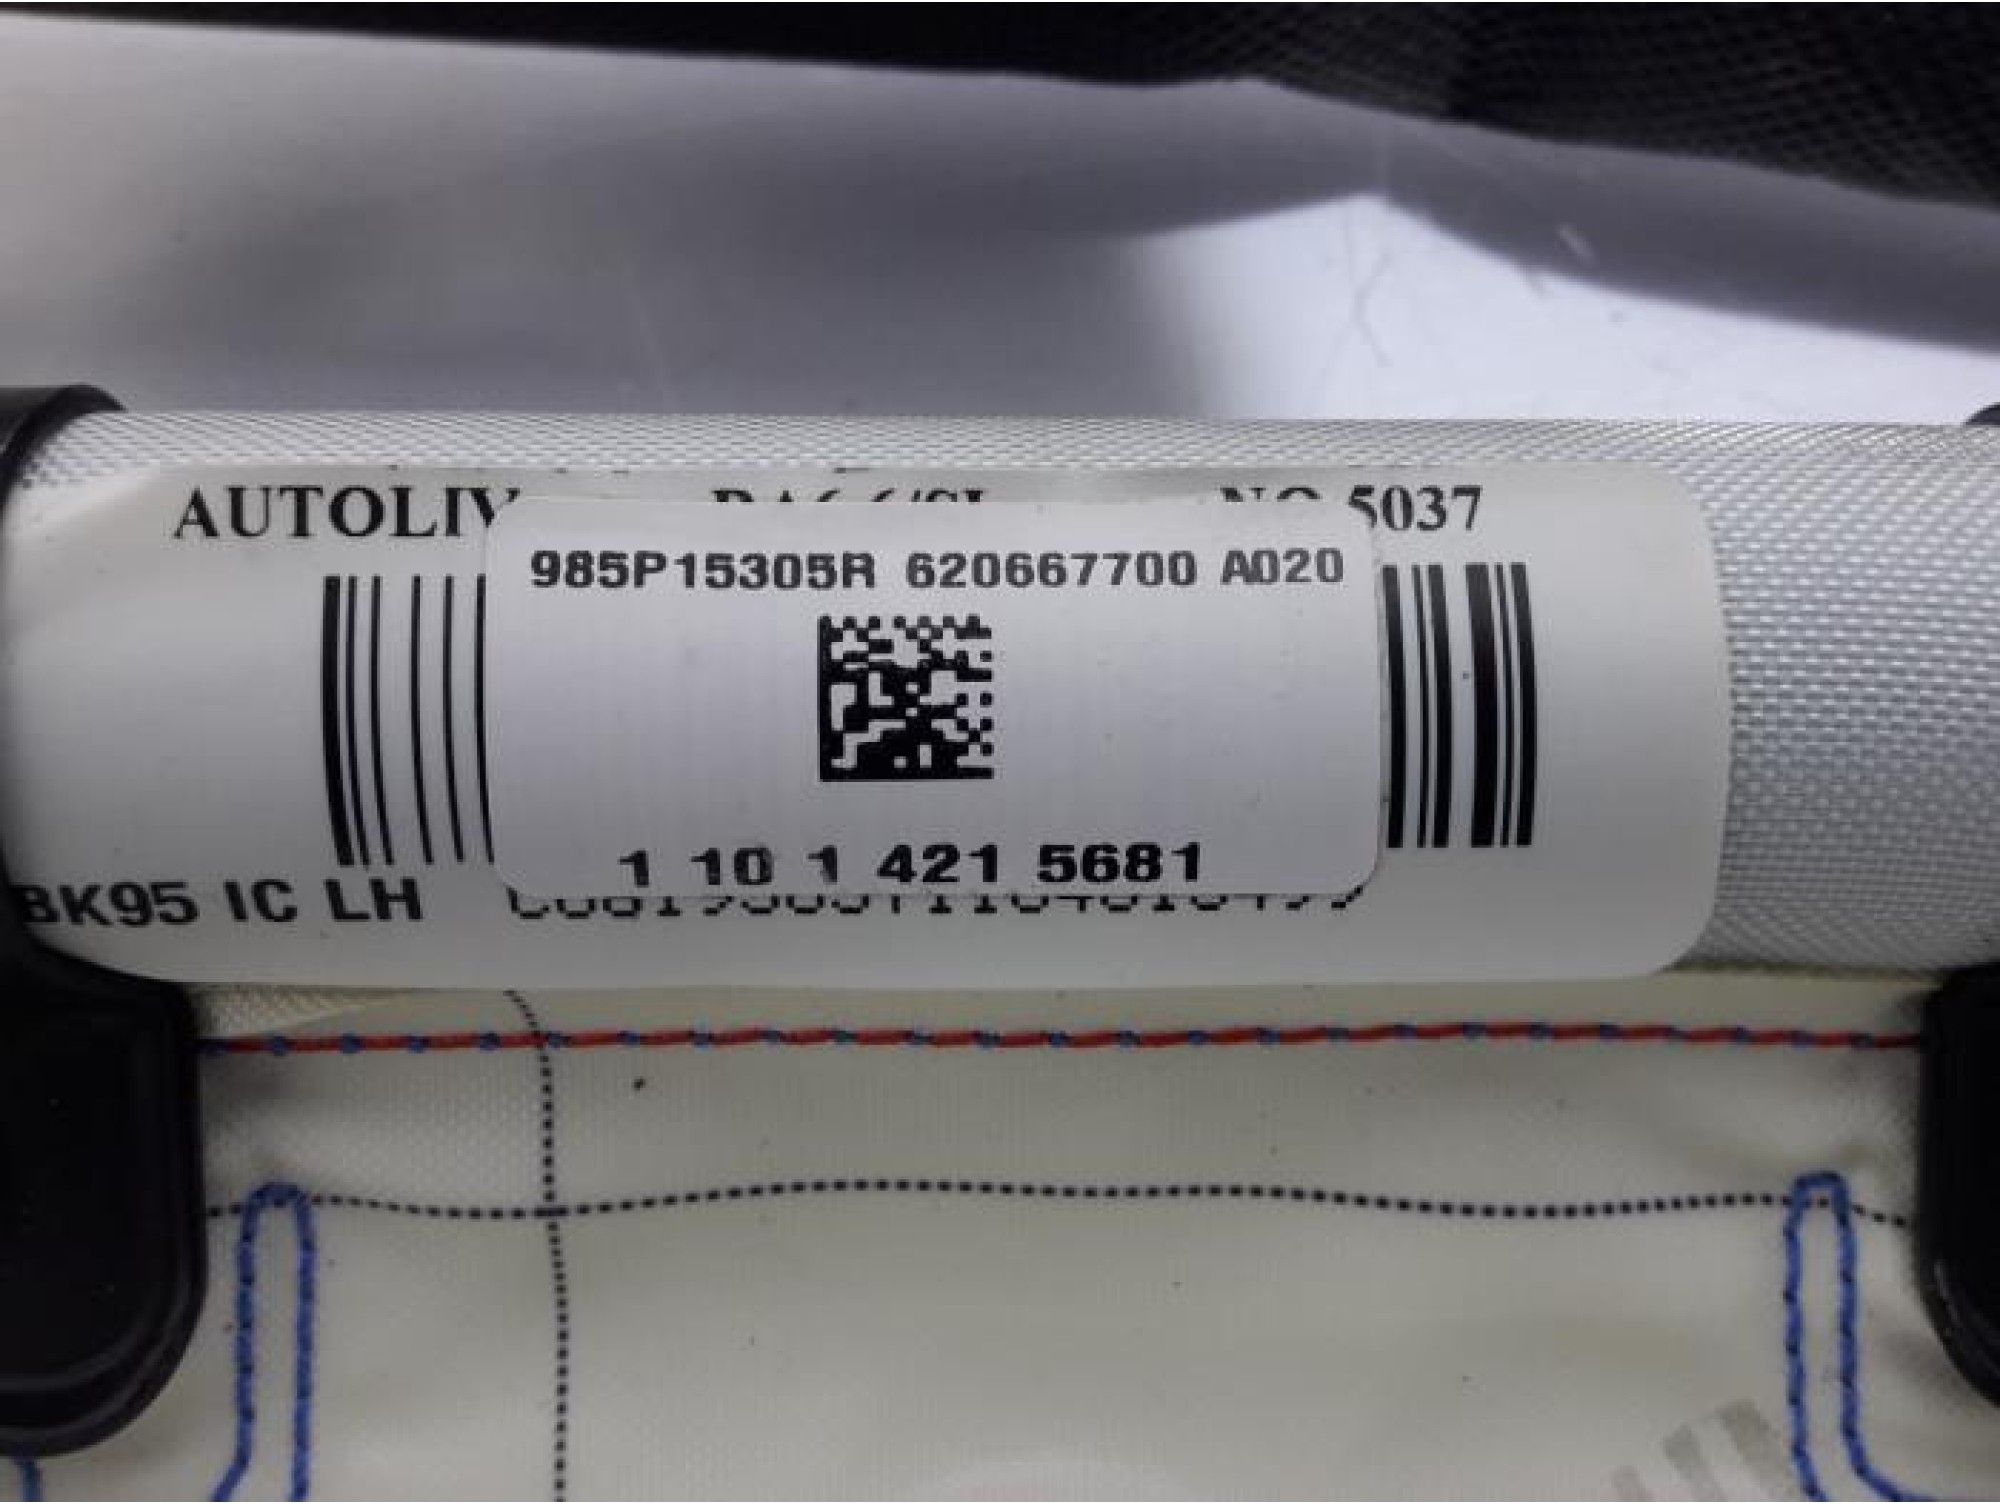 AUTOLIV 5037
985P15305R 620667700 A020
1 10 1 421 5681
BK95 IC LH